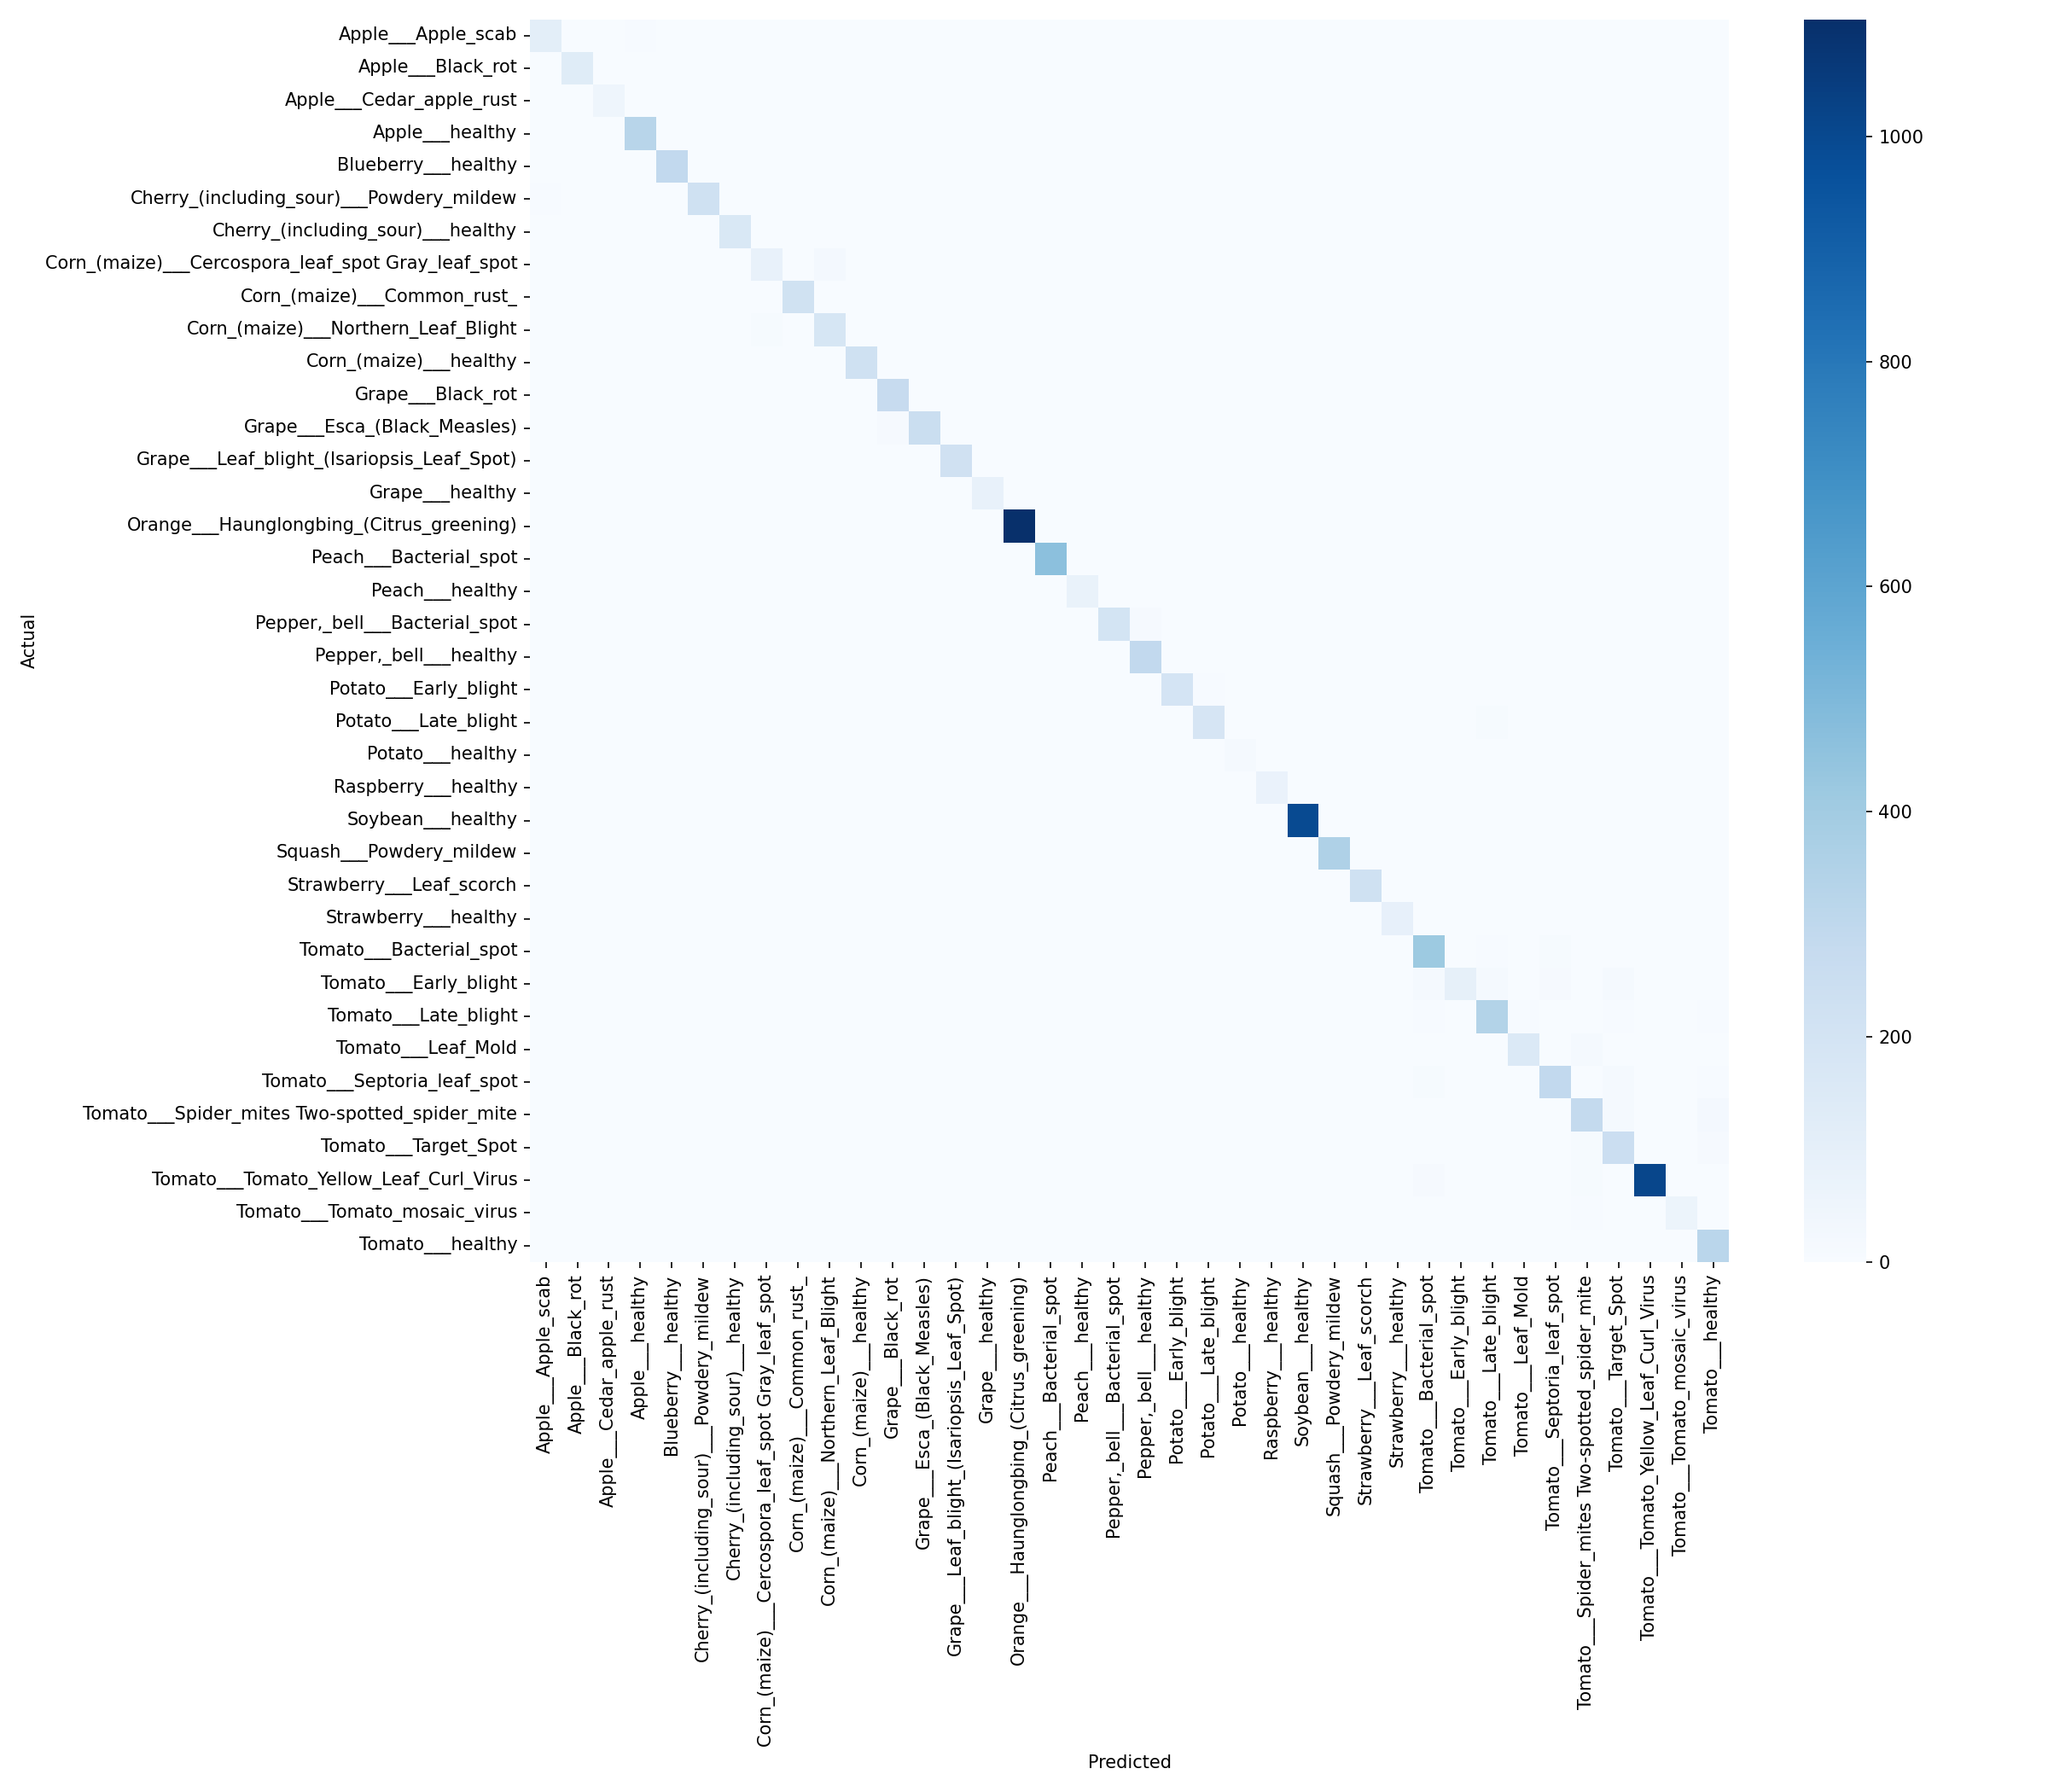 Apple___Apple_scab
Apple___Black_rot
Apple___Cedar_apple_rust
Apple___healthy
Blueberry___healthy
Cherry_(including_sour)___Powdery_mildew
Cherry_(including_sour)___healthy
Corn_(maize)___Cercospora_leaf_spot Gray_leaf_spot
Corn_(maize)___Common_rust_
Corn_(maize)___Northern_Leaf_Blight
Corn_(maize)___healthy
Grape___Black_rot
Grape___Esca_(Black_Measles)
Grape___Leaf_blight_(Isariopsis_Leaf_Spot)
Grape___healthy
Orange___Haunglongbing_(Citrus_greening)
Peach___Bacterial_spot
Peach___healthy
Pepper,_bell___Bacterial_spot
Pepper,_bell___healthy
Potato___Early_blight
Potato___Late_blight
Potato___healthy
Raspberry___healthy
Soybean___healthy
Squash___Powdery_mildew
Strawberry___Leaf_scorch
Strawberry___healthy
Tomato___Bacterial_spot
Tomato___Early_blight
Tomato___Late_blight
Tomato___Leaf_Mold
Tomato___Septoria_leaf_spot
Tomato___Spider_mites Two-spotted_spider_mite
Tomato___Target_Spot
Tomato___Tomato_Yellow_Leaf_Curl_Virus
Tomato___Tomato_mosaic_virus
Tomato___healthy
Actual
Apple___Apple_scab
Apple___Black_rot
Apple___Cedar_apple_rust
Apple___healthy
Blueberry___healthy
Cherry_(including_sour)___Powdery_mildew
Cherry_(including_sour)___healthy
Corn_(maize)___Cercospora_leaf_spot Gray_leaf_spot
Corn_(maize)___Common_rust_
Corn_(maize)___Northern_Leaf_Blight
Corn_(maize)___healthy
Grape___Black_rot
Grape___Esca_(Black_Measles)
Grape___Leaf_blight_(Isariopsis_Leaf_Spot)
Grape___healthy
Orange___Haunglongbing_(Citrus_greening)
Peach___Bacterial_spot
Peach___healthy
Pepper,_bell___Bacterial_spot
Pepper,_bell___healthy
Potato___Early_blight
Potato___Late_blight
Potato___healthy
Raspberry___healthy
Soybean___healthy
Squash___Powdery_mildew
Strawberry___Leaf_scorch
Strawberry___healthy
Tomato___Bacterial_spot
Tomato___Early_blight
Tomato___Late_blight
Tomato___Leaf_Mold
Tomato___Septoria_leaf_spot
Tomato___Spider_mites Two-spotted_spider_mite
Tomato___Target_Spot
Tomato___Tomato_Yellow_Leaf_Curl_Virus
Tomato___Tomato_mosaic_virus
Tomato___healthy
Predicted
1000
800
600
400
200
0